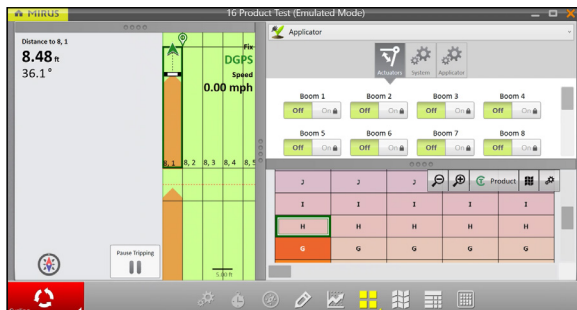 MIRUS
16 Product Test (Emulated Mode)
Distance to 8, 1
8.48 ft
36.1 °
Fix
DGPS
Speed
0.00 mph
8, 1 8, 2 8, 3 8, 4 8, 5
Pause Tripping
5.00 ft
Applicator
Actuators System Applicator
Boom 1 Boom 2 Boom 3 Boom 4
Off On Off On Off On Off On
Boom 5 Boom 6 Boom 7 Boom 8
Off On Off On Off On Off On
J J J
Product
I I I I I
H H H H H
G G G G G